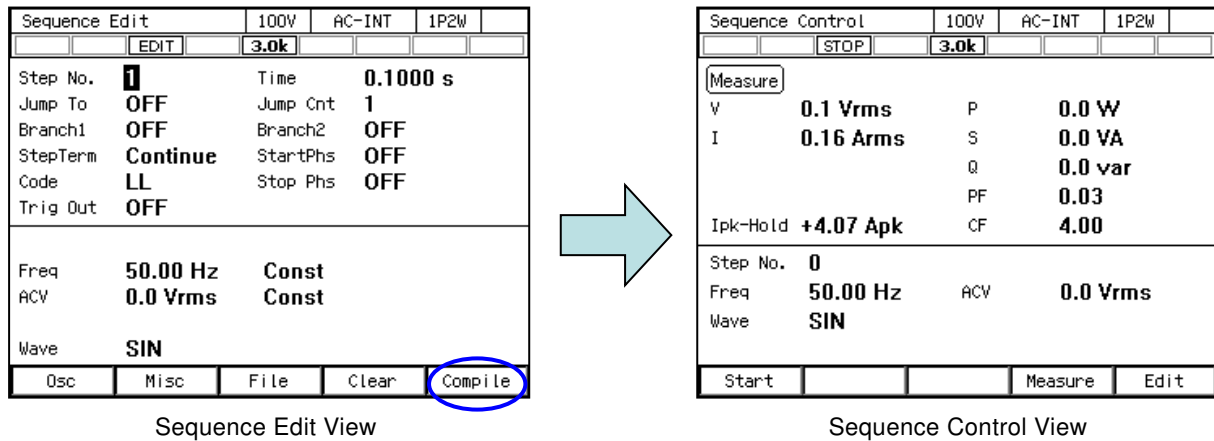 Sequence Edit 100V AC-INT 1P2W
EDIT 3.0k
Step No. 1 Time 0.1000 s
Jump To OFF Jump Cnt 1
Branch1 OFF Branch2 OFF
StepTerm Continue StartPhs OFF
Code LL Stop Phs OFF
Trig Out OFF
Freq 50.00 Hz Const
ACV 0.0 Vrms Const
Wave SIN
Osc Misc File Clear Compile
Sequence Edit View
Sequence Control 100V AC-INT 1P2W
STOP 3.0k
Measure
V 0.1 Vrms P 0.0 W
I 0.16 Arms S 0.0 VA
Q 0.0 var
PF 0.03
Ipk-Hold +4.07 Apk CF 4.00
Step No. 0
Freq 50.00 Hz ACV 0.0 Vrms
Wave SIN
Start Measure Edit
Sequence Control View